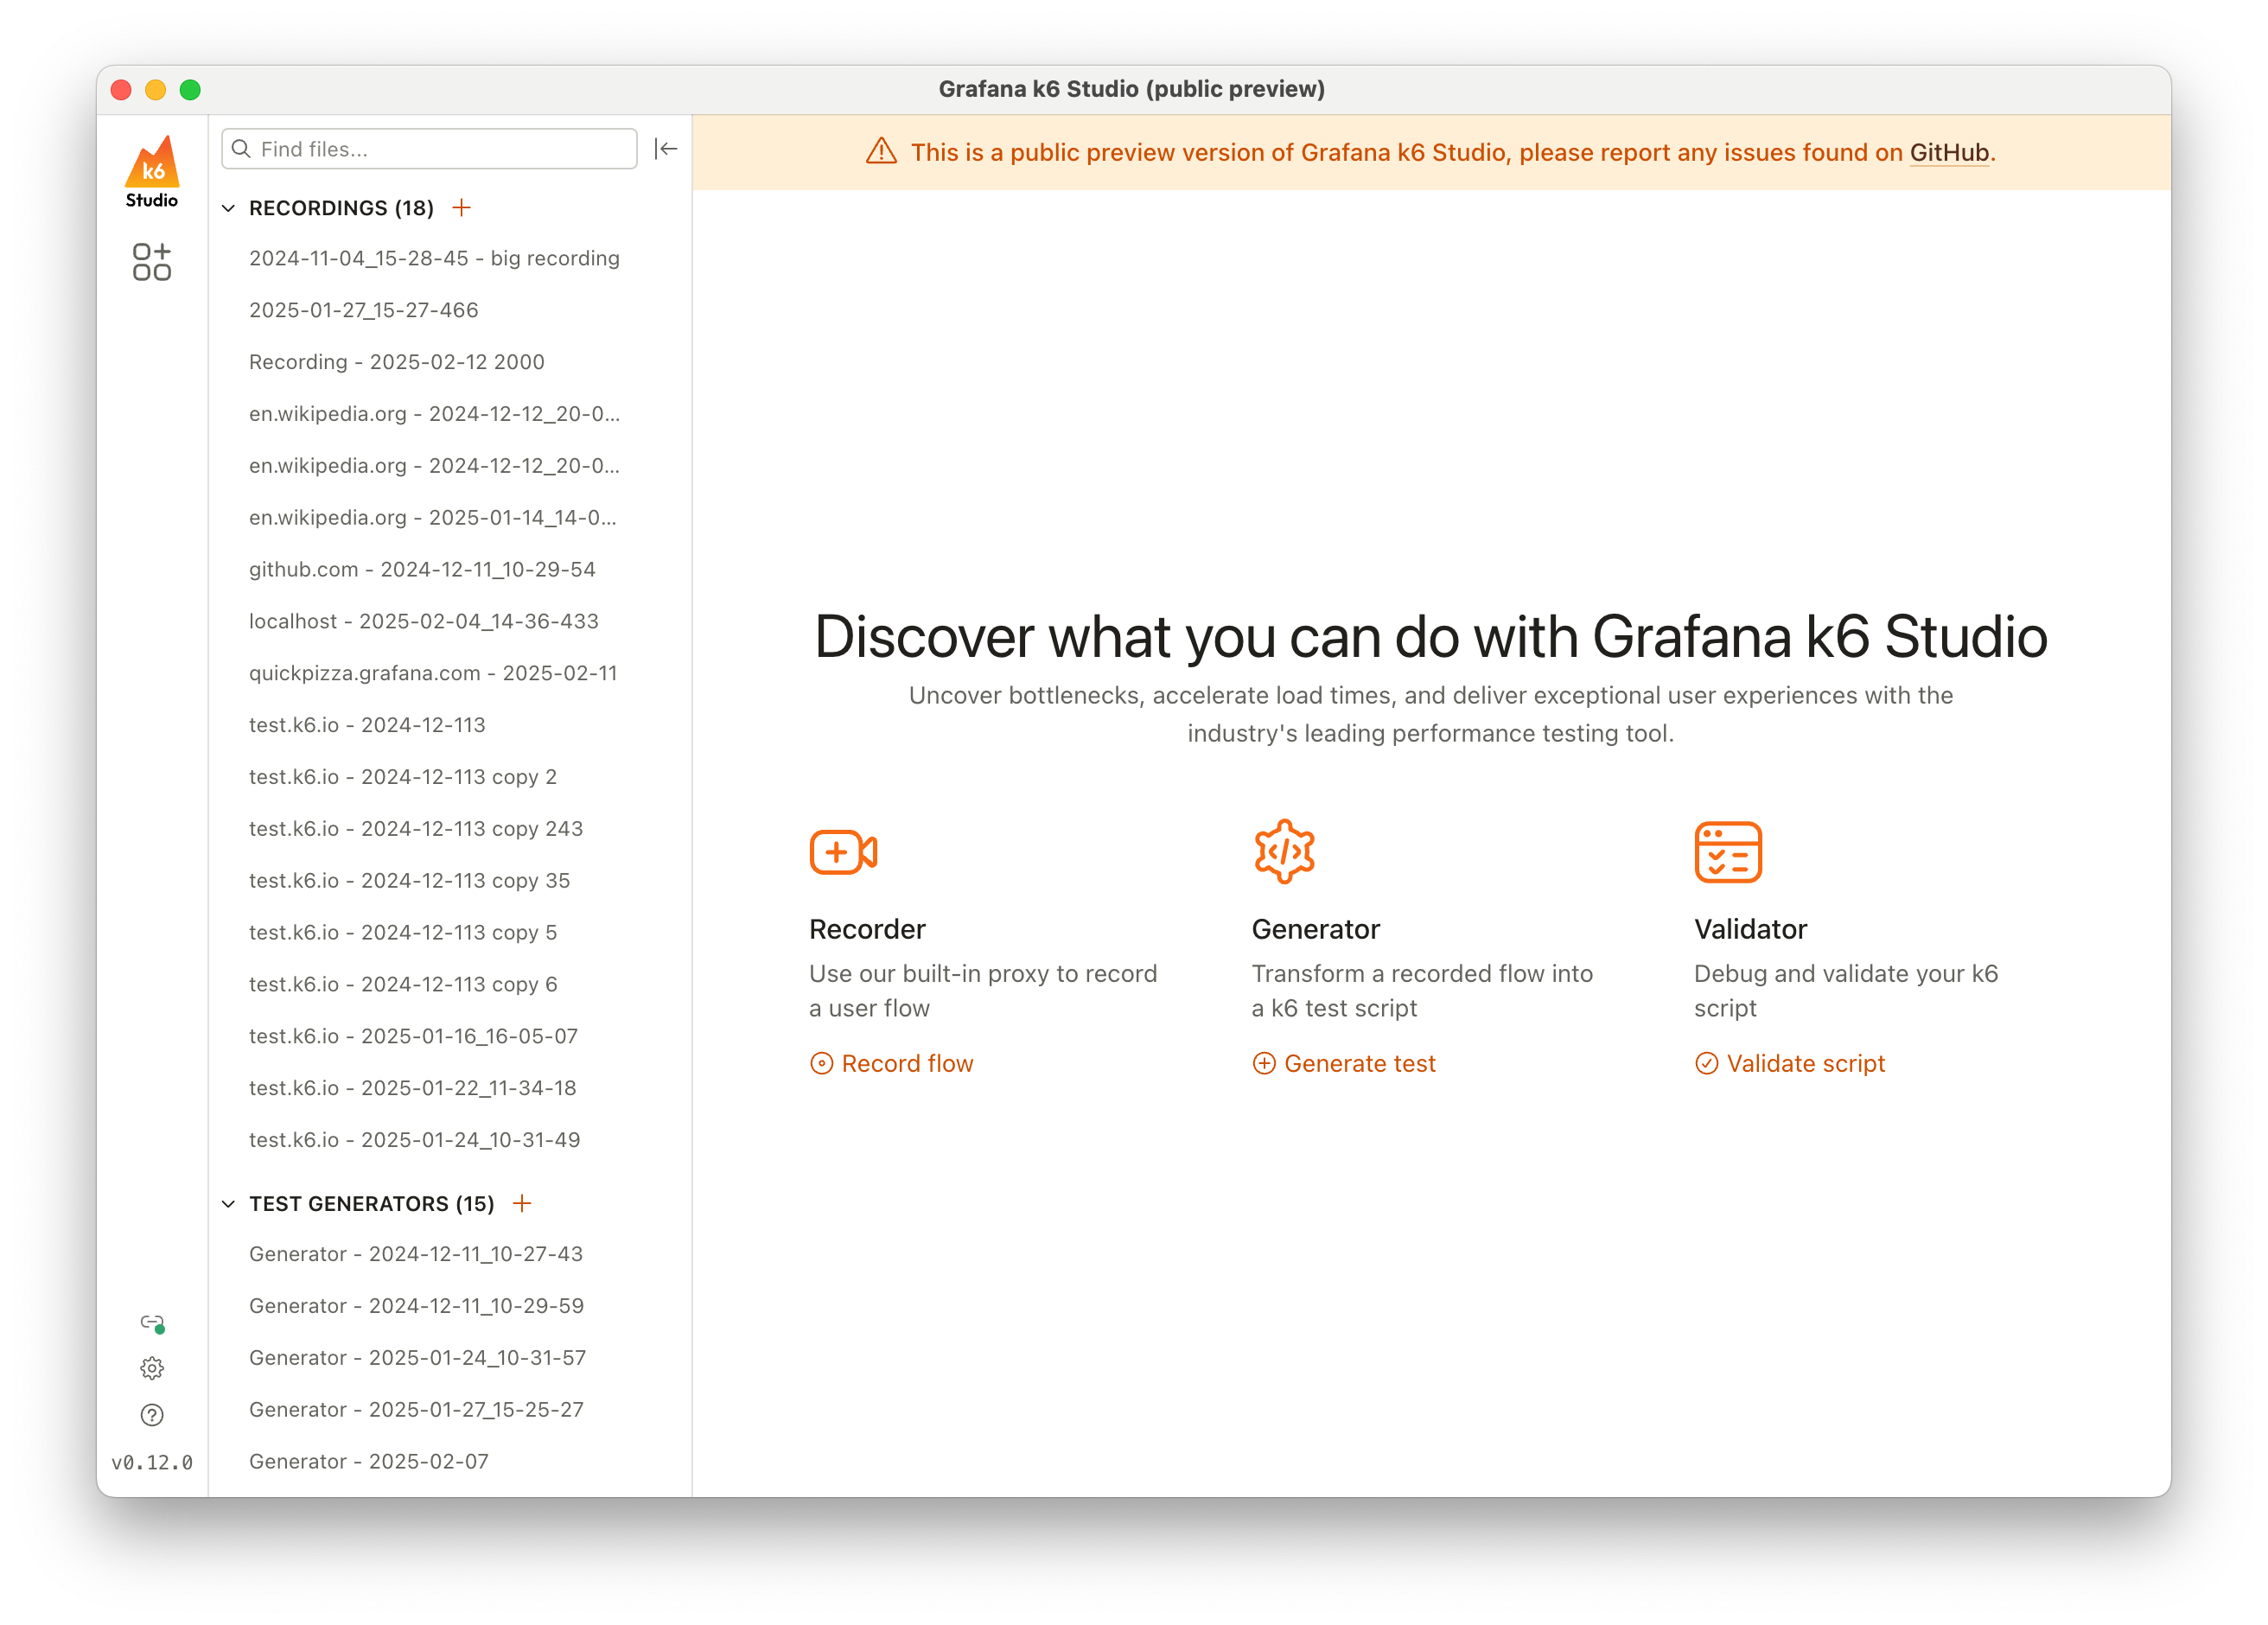 Grafana k6 Studio (public preview)
k6
Studio
Find files...
RECORDINGS (18)
2024-11-04_15-28-45 - big recording
2025-01-27_15-27-466
Recording - 2025-02-12 2000
en.wikipedia.org - 2024-12-12_20-0...
en.wikipedia.org - 2024-12-12_20-0...
en.wikipedia.org - 2025-01-14_14-0...
github.com - 2024-12-11_10-29-54
localhost - 2025-02-04_14-36-433
quickpizza.grafana.com - 2025-02-11
test.k6.io - 2024-12-113
test.k6.io - 2024-12-113 copy 2
test.k6.io - 2024-12-113 copy 243
test.k6.io - 2024-12-113 copy 35
test.k6.io - 2024-12-113 copy 5
test.k6.io - 2024-12-113 copy 6
test.k6.io - 2025-01-16_16-05-07
test.k6.io - 2025-01-22_11-34-18
test.k6.io - 2025-01-24_10-31-49
TEST GENERATORS (15)
Generator - 2024-12-11_10-27-43
Generator - 2024-12-11_10-29-59
Generator - 2025-01-24_10-31-57
Generator - 2025-01-27_15-25-27
Generator - 2025-02-07
v0.12.0
This is a public preview version of Grafana k6 Studio, please report any issues found on GitHub.
Discover what you can do with Grafana k6 Studio
Uncover bottlenecks, accelerate load times, and deliver exceptional user experiences with the
industry's leading performance testing tool.
Recorder
Use our built-in proxy to record
a user flow
Record flow
Generator
Transform a recorded flow into
a k6 test script
Generate test
Validator
Debug and validate your k6
script
Validate script